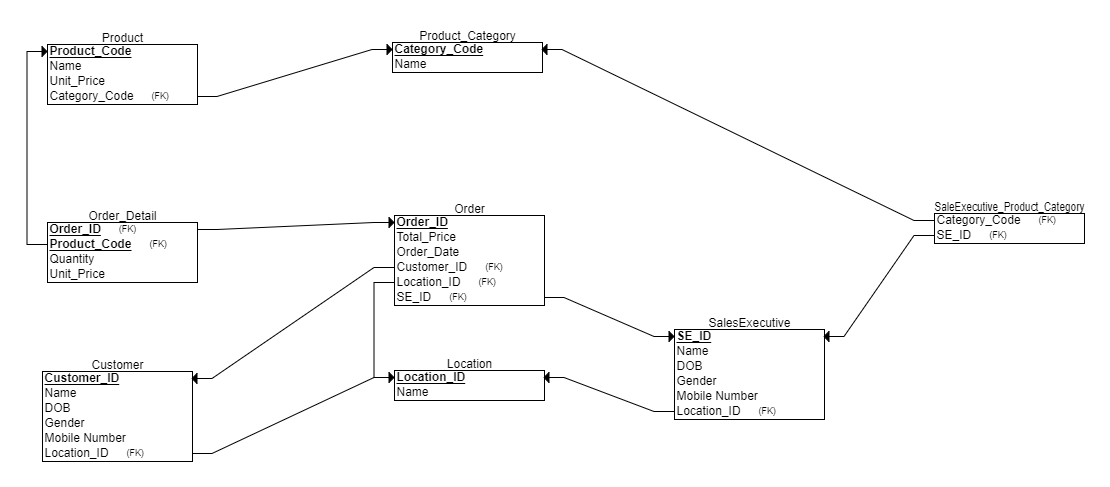 Product
Product_Code
Name
Unit_Price
Category_Code (FK)
Product_Category
Category_Code
Name
Order_Detail
Order_ID (FK)
Product_Code (FK)
Quantity
Unit_Price
Order
Order_ID
Total_Price
Order_Date
Customer_ID (FK)
Location_ID (FK)
SE_ID (FK)
SaleExecutive_Product_Category
Category_Code (FK)
SE_ID (FK)
Customer
Customer_ID
Name
DOB
Gender
Mobile Number
Location_ID (FK)
Location
Location_ID
Name
SalesExecutive
SE_ID
Name
DOB
Gender
Mobile Number
Location_ID (FK)